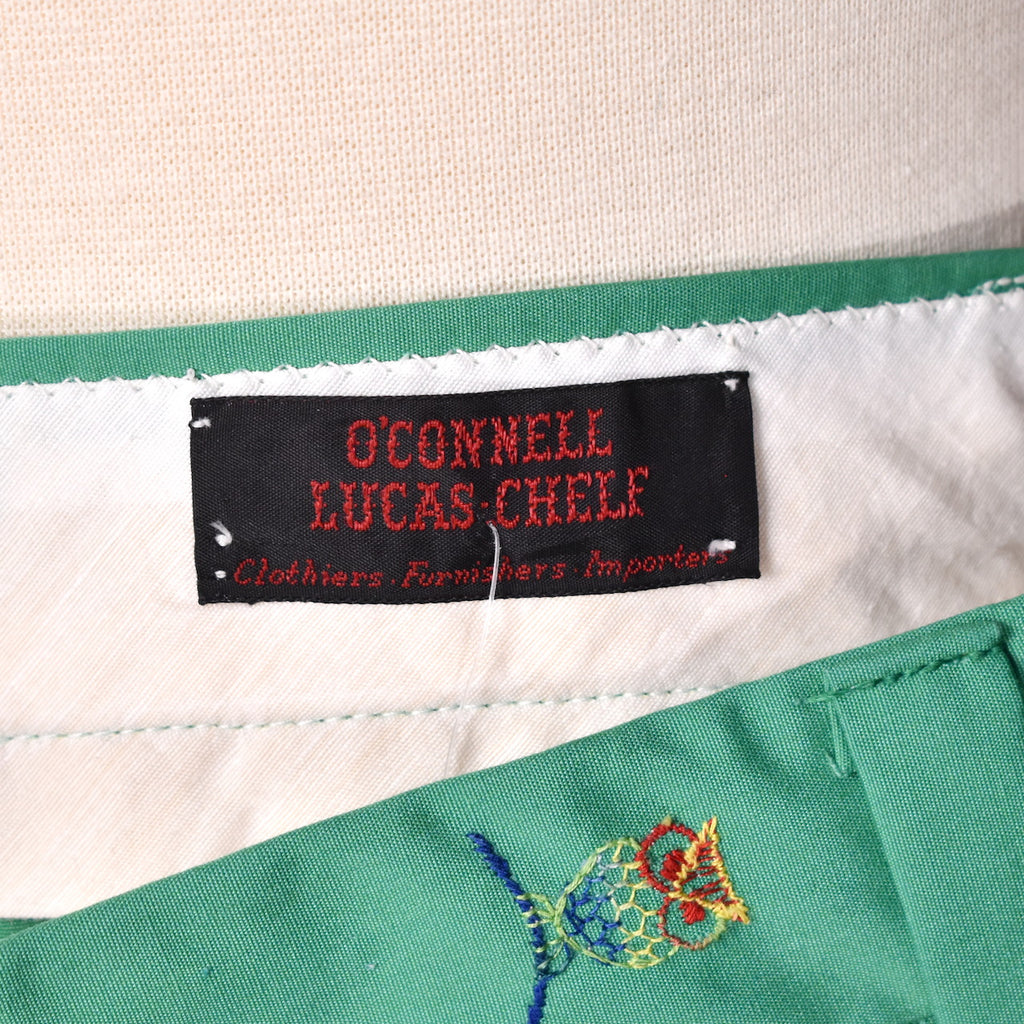 O'CONNELL
LUCAS-CHELF
Clothiers . Furnishers . Importers